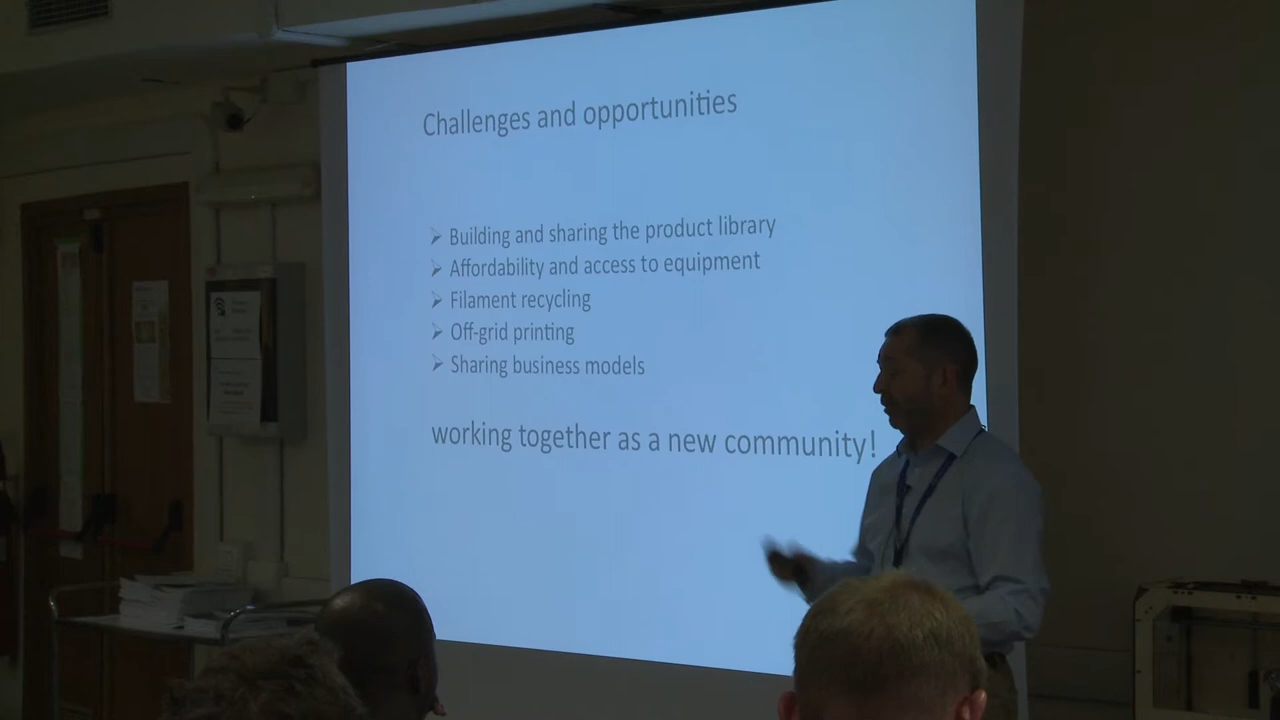 Challenges and opportunities
Building and sharing the product library
Affordability and access to equipment
Filament recycling
Off-grid printing
Sharing business models
working together as a new community!